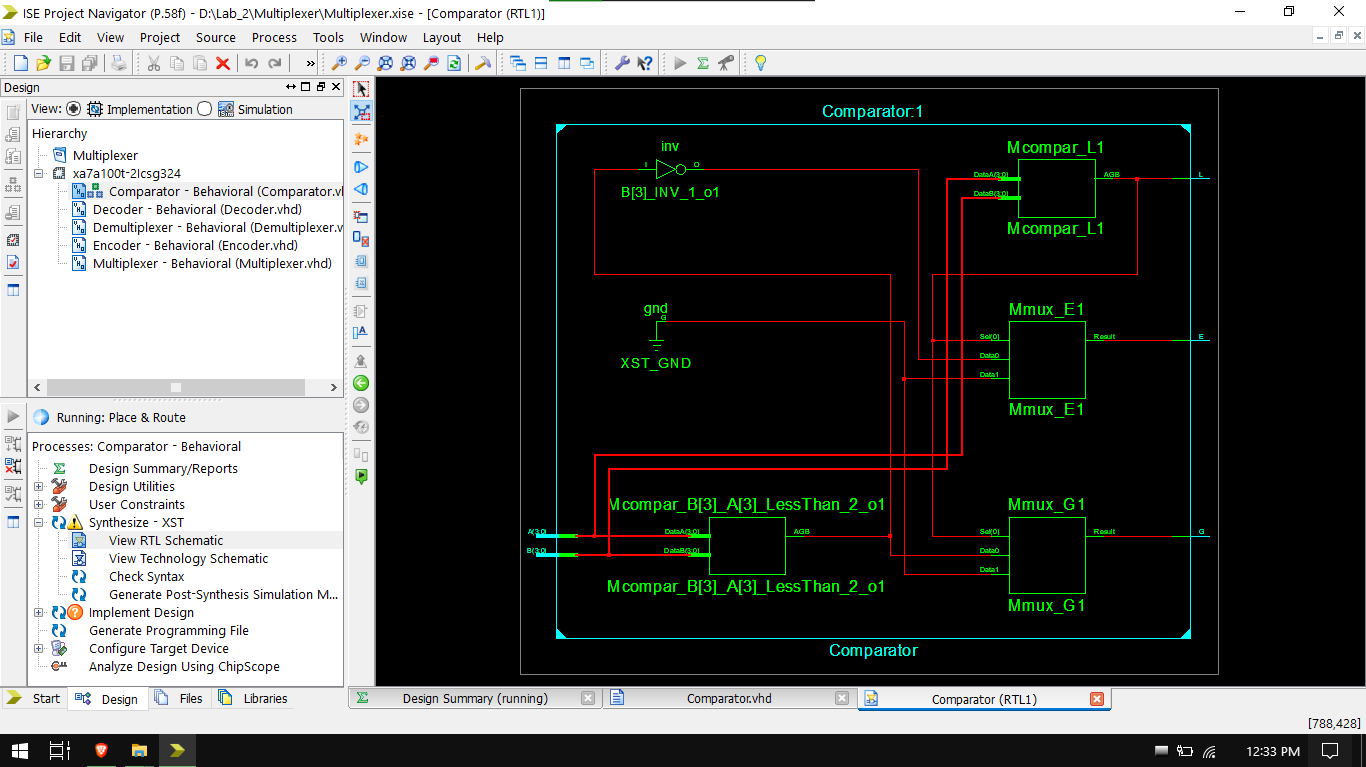 ISE Project Navigator (P.58f) - D:\Lab_2\Multiplexer\Multiplexer.xise - [Comparator (RTL1)]
File Edit View Project Source Process Tools Window Layout Help
Design
View: Implementation Simulation
Hierarchy
Multiplexer
xa7a100t-2Icsg324
Comparator - Behavioral (Comparator.vl
Decoder - Behavioral (Decoder.vhd)
Demultiplexer - Behavioral (Demultiplexer.v
Encoder - Behavioral (Encoder.vhd)
Multiplexer - Behavioral (Multiplexer.vhd)
Running: Place & Route
Processes: Comparator - Behavioral
Design Summary/Reports
Design Utilities
User Constraints
Synthesize - XST
View RTL Schematic
View Technology Schematic
Check Syntax
Generate Post-Synthesis Simulation M...
Implement Design
Generate Programming File
Configure Target Device
Analyze Design Using ChipScope
Start Design Files Libraries
Comparator:1
inv
I O
B[3]_INV_1_o1
gnd
G
XST_GND
Mcompar_L1
DataA(3:0) AGB L
DataB(3:0)
Mcompar_L1
Mmux_E1
Sel(0) Result E
Data0
Data1
Mmux_E1
Mcompar_B[3]_A[3]_LessThan_2_o1
A(3:0) DataA(3:0) AGB
B(3:0) DataB(3:0)
Mcompar_B[3]_A[3]_LessThan_2_o1
Mmux_G1
Sel(0) Result G
Data0
Data1
Mmux_G1
Comparator
Design Summary (running) Comparator.vhd Comparator (RTL1)
[788,428]
12:33 PM